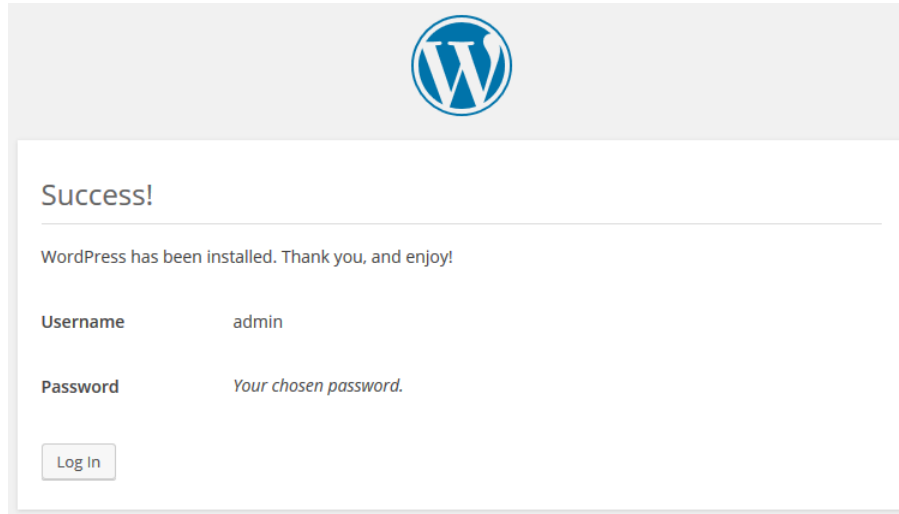 Success!
WordPress has been installed. Thank you, and enjoy!
Username admin
Password Your chosen password.
Log In